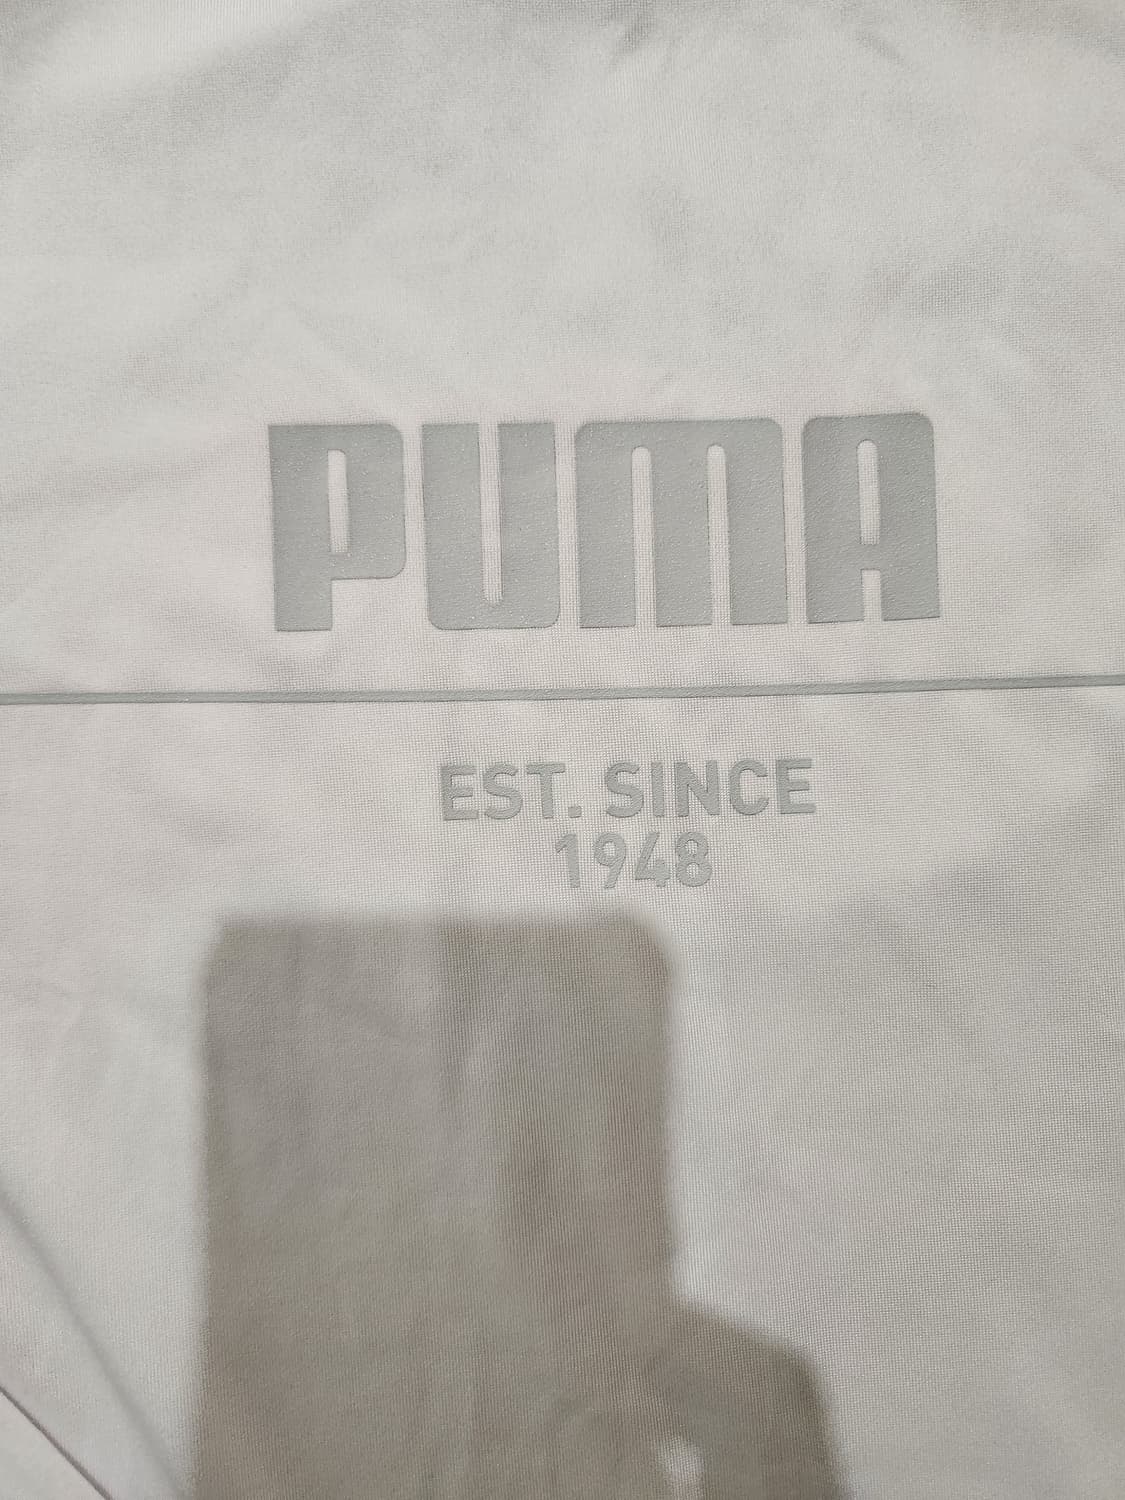 PUMA
EST. SINCE
1948